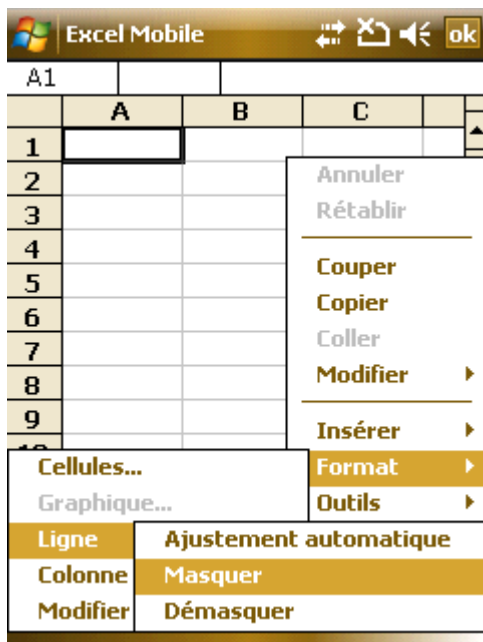 Excel Mobile ok
A1
A B C
1
2
3
4
5
6
7
8
9
Annuler
Rétablir
Couper
Copier
Coller
Modifier
Insérer
Format
Outils
Cellules...
Graphique...
Ligne
Colonne
Modifier
Ajustement automatique
Masquer
Démasquer